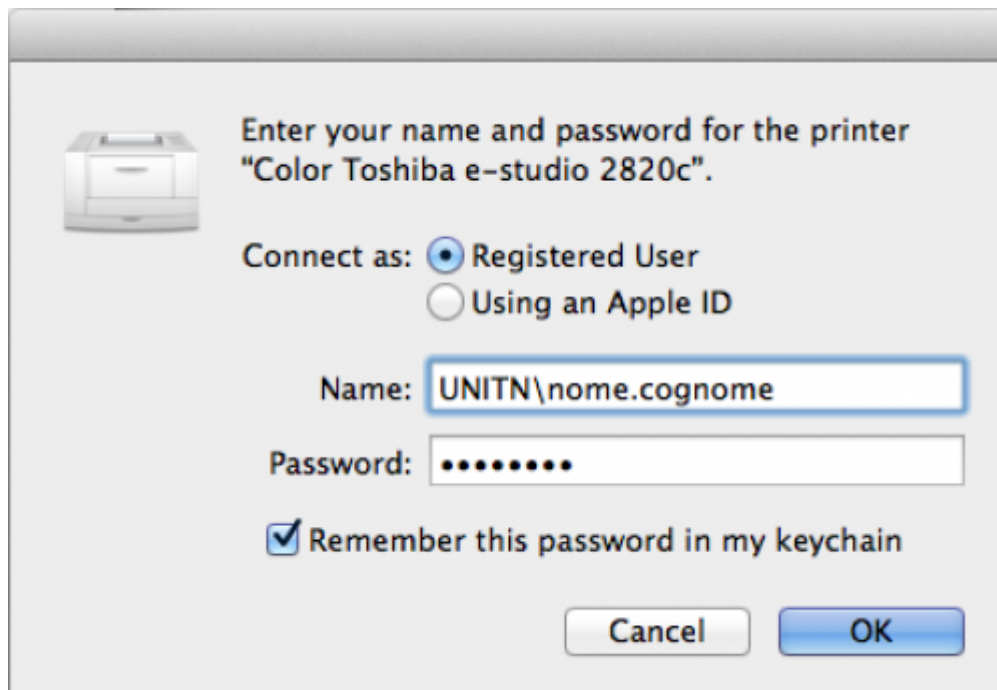 Enter your name and password for the printer
“Color Toshiba e-studio 2820c”.
Connect as: Registered User
Using an Apple ID
Name: UNITN\nome.cognome
Password: ••••••••
Remember this password in my keychain
Cancel OK